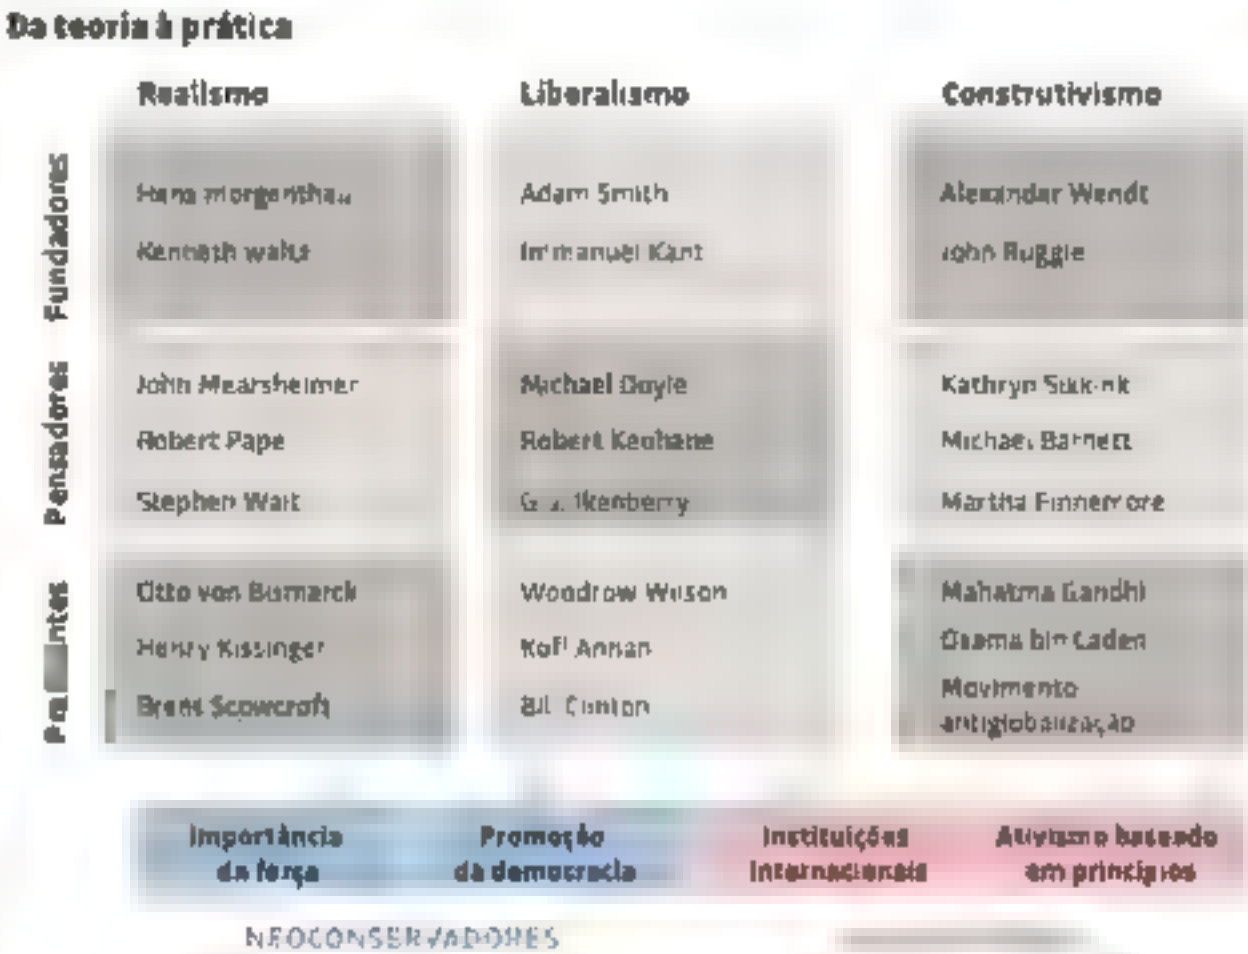 Da teoria à prática
Realismo Liberalismo Construtivismo
Fundadores
Hans Morgenthau Adam Smith Alexander Wendt
Kenneth Waltz Immanuel Kant John Ruggie
Pensadores
John Mearsheimer Michael Doyle Kathryn Sikkink
Robert Pape Robert Keohane Michael Barnett
Stephen Walt G. J. Ikenberry Martha Finnemore
Otto von Bismarck Woodrow Wilson Mahatma Gandhi
Henry Kissinger Kofi Annan Osama bin Laden
Brent Scowcroft Bill Clinton Movimento
antiglobalização
Importância Promoção Instituições Ativismo baseado
da força da democracia internacionais em princípios
NEOCONSERVADORES